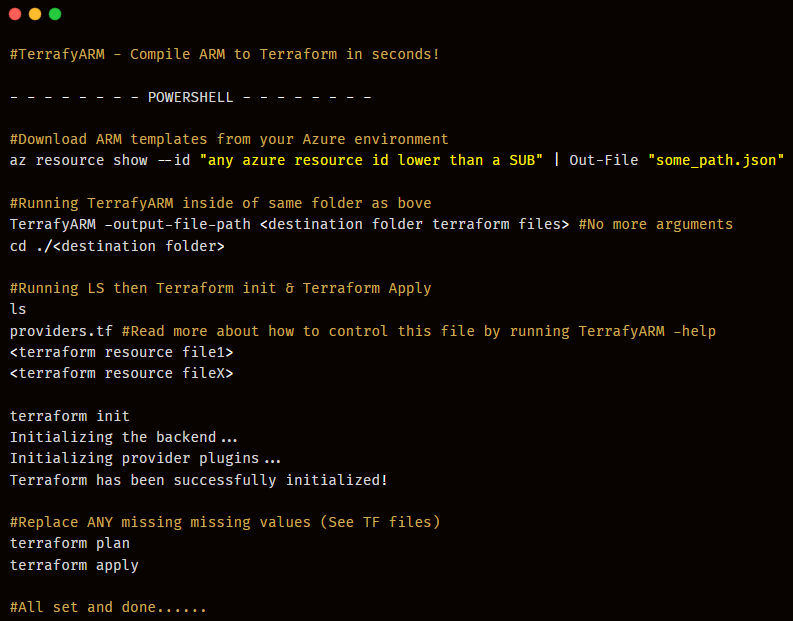 #TerrafyARM - Compile ARM to Terraform in seconds!
- - - - - - - - POWERSHELL - - - - - - - -
#Download ARM templates from your Azure environment
az resource show --id "any azure resource id lower than a SUB" | Out-File "some_path.json"
#Running TerrafyARM inside of same folder as bove
TerrafyARM -output-file-path <destination folder terraform files> #No more arguments
cd ./<destination folder>
#Running LS then Terraform init & Terraform Apply
ls
providers.tf #Read more about how to control this file by running TerrafyARM -help
<terraform resource file1>
<terraform resource fileX>
terraform init
Initializing the backend...
Initializing provider plugins...
Terraform has been successfully initialized!
#Replace ANY missing missing values (See TF files)
terraform plan
terraform apply
#All set and done......